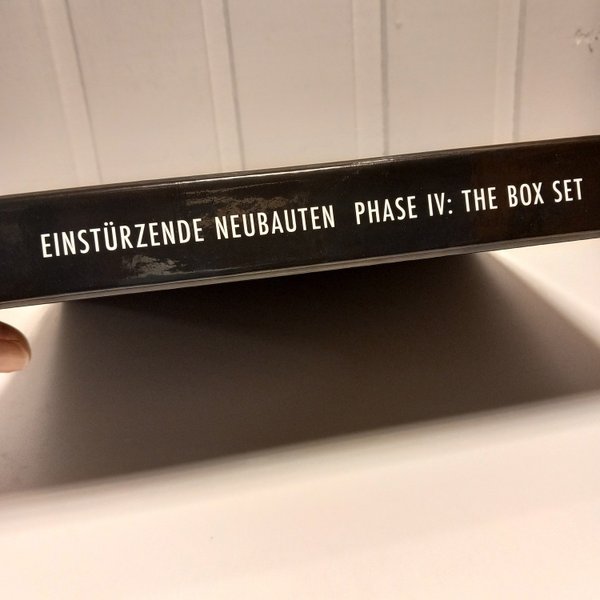 EINSTÜRZENDE NEUBAUTEN PHASE IV: THE BOX SET